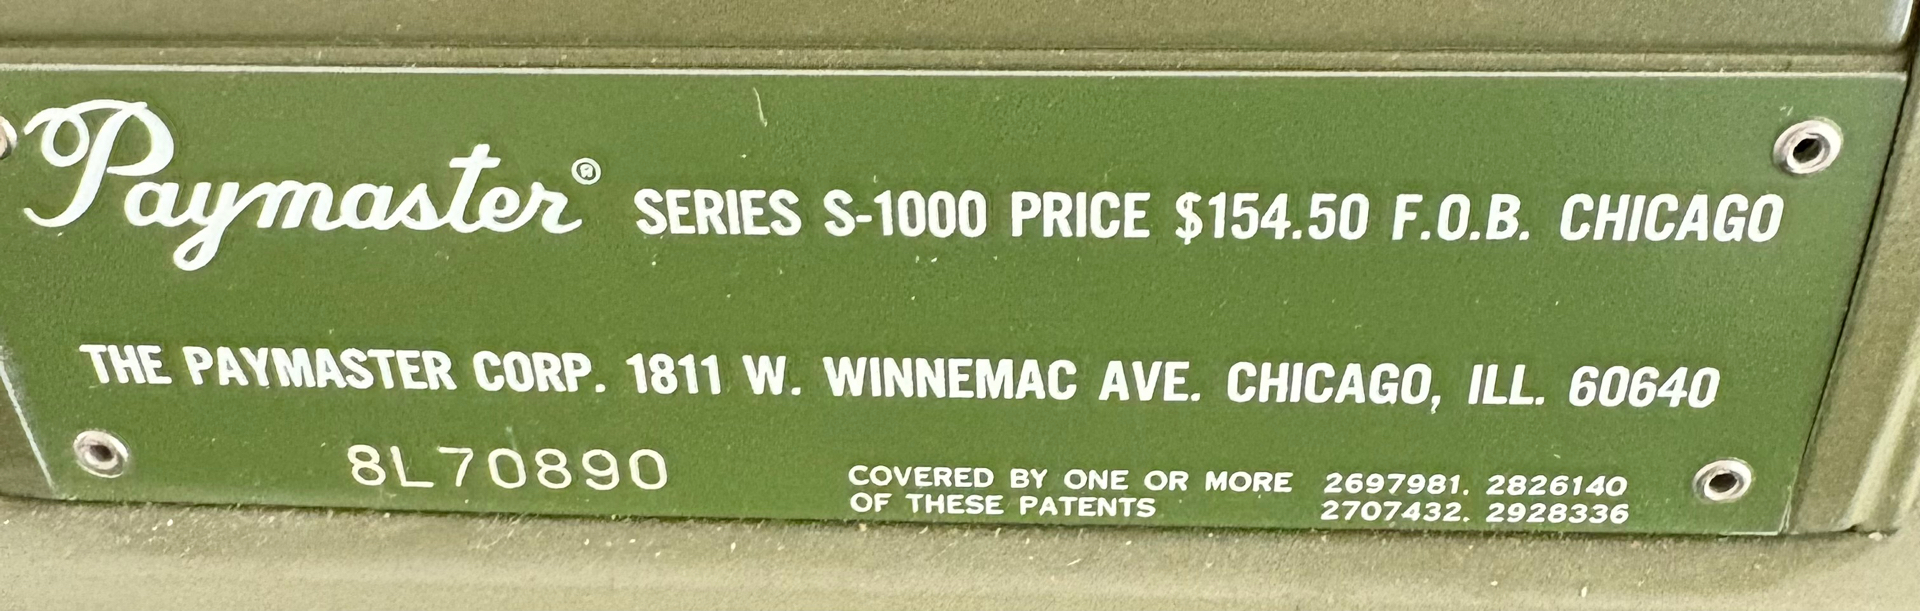 Paymaster® SERIES S-1000 PRICE $154.50 F.O.B. CHICAGO
THE PAYMASTER CORP. 1811 W. WINNEMAC AVE. CHICAGO, ILL. 60640
8L70890
COVERED BY ONE OR MORE 2697981. 2826140
OF THESE PATENTS 2707432. 2928336